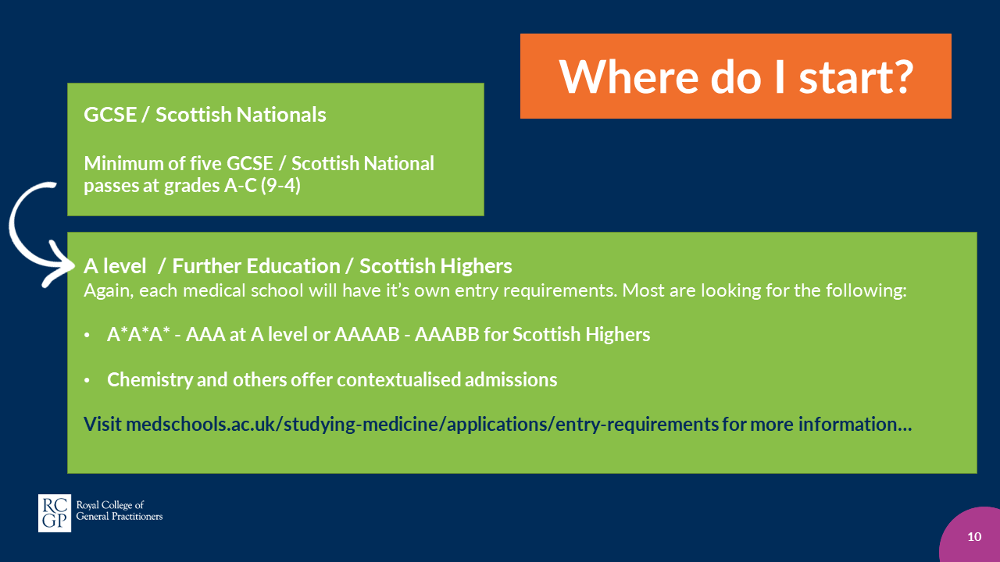 Where do I start?
GCSE / Scottish Nationals
Minimum of five GCSE / Scottish National
passes at grades A-C (9-4)
A level  / Further Education / Scottish Highers
Again, each medical school will have it’s own entry requirements. Most are looking for the following:
• A*A*A* - AAA at A level or AAAAB - AAABB for Scottish Highers
• Chemistry and others offer contextualised admissions
Visit medschools.ac.uk/studying-medicine/applications/entry-requirements for more information…
RC
GP
Royal College of
General Practitioners
10